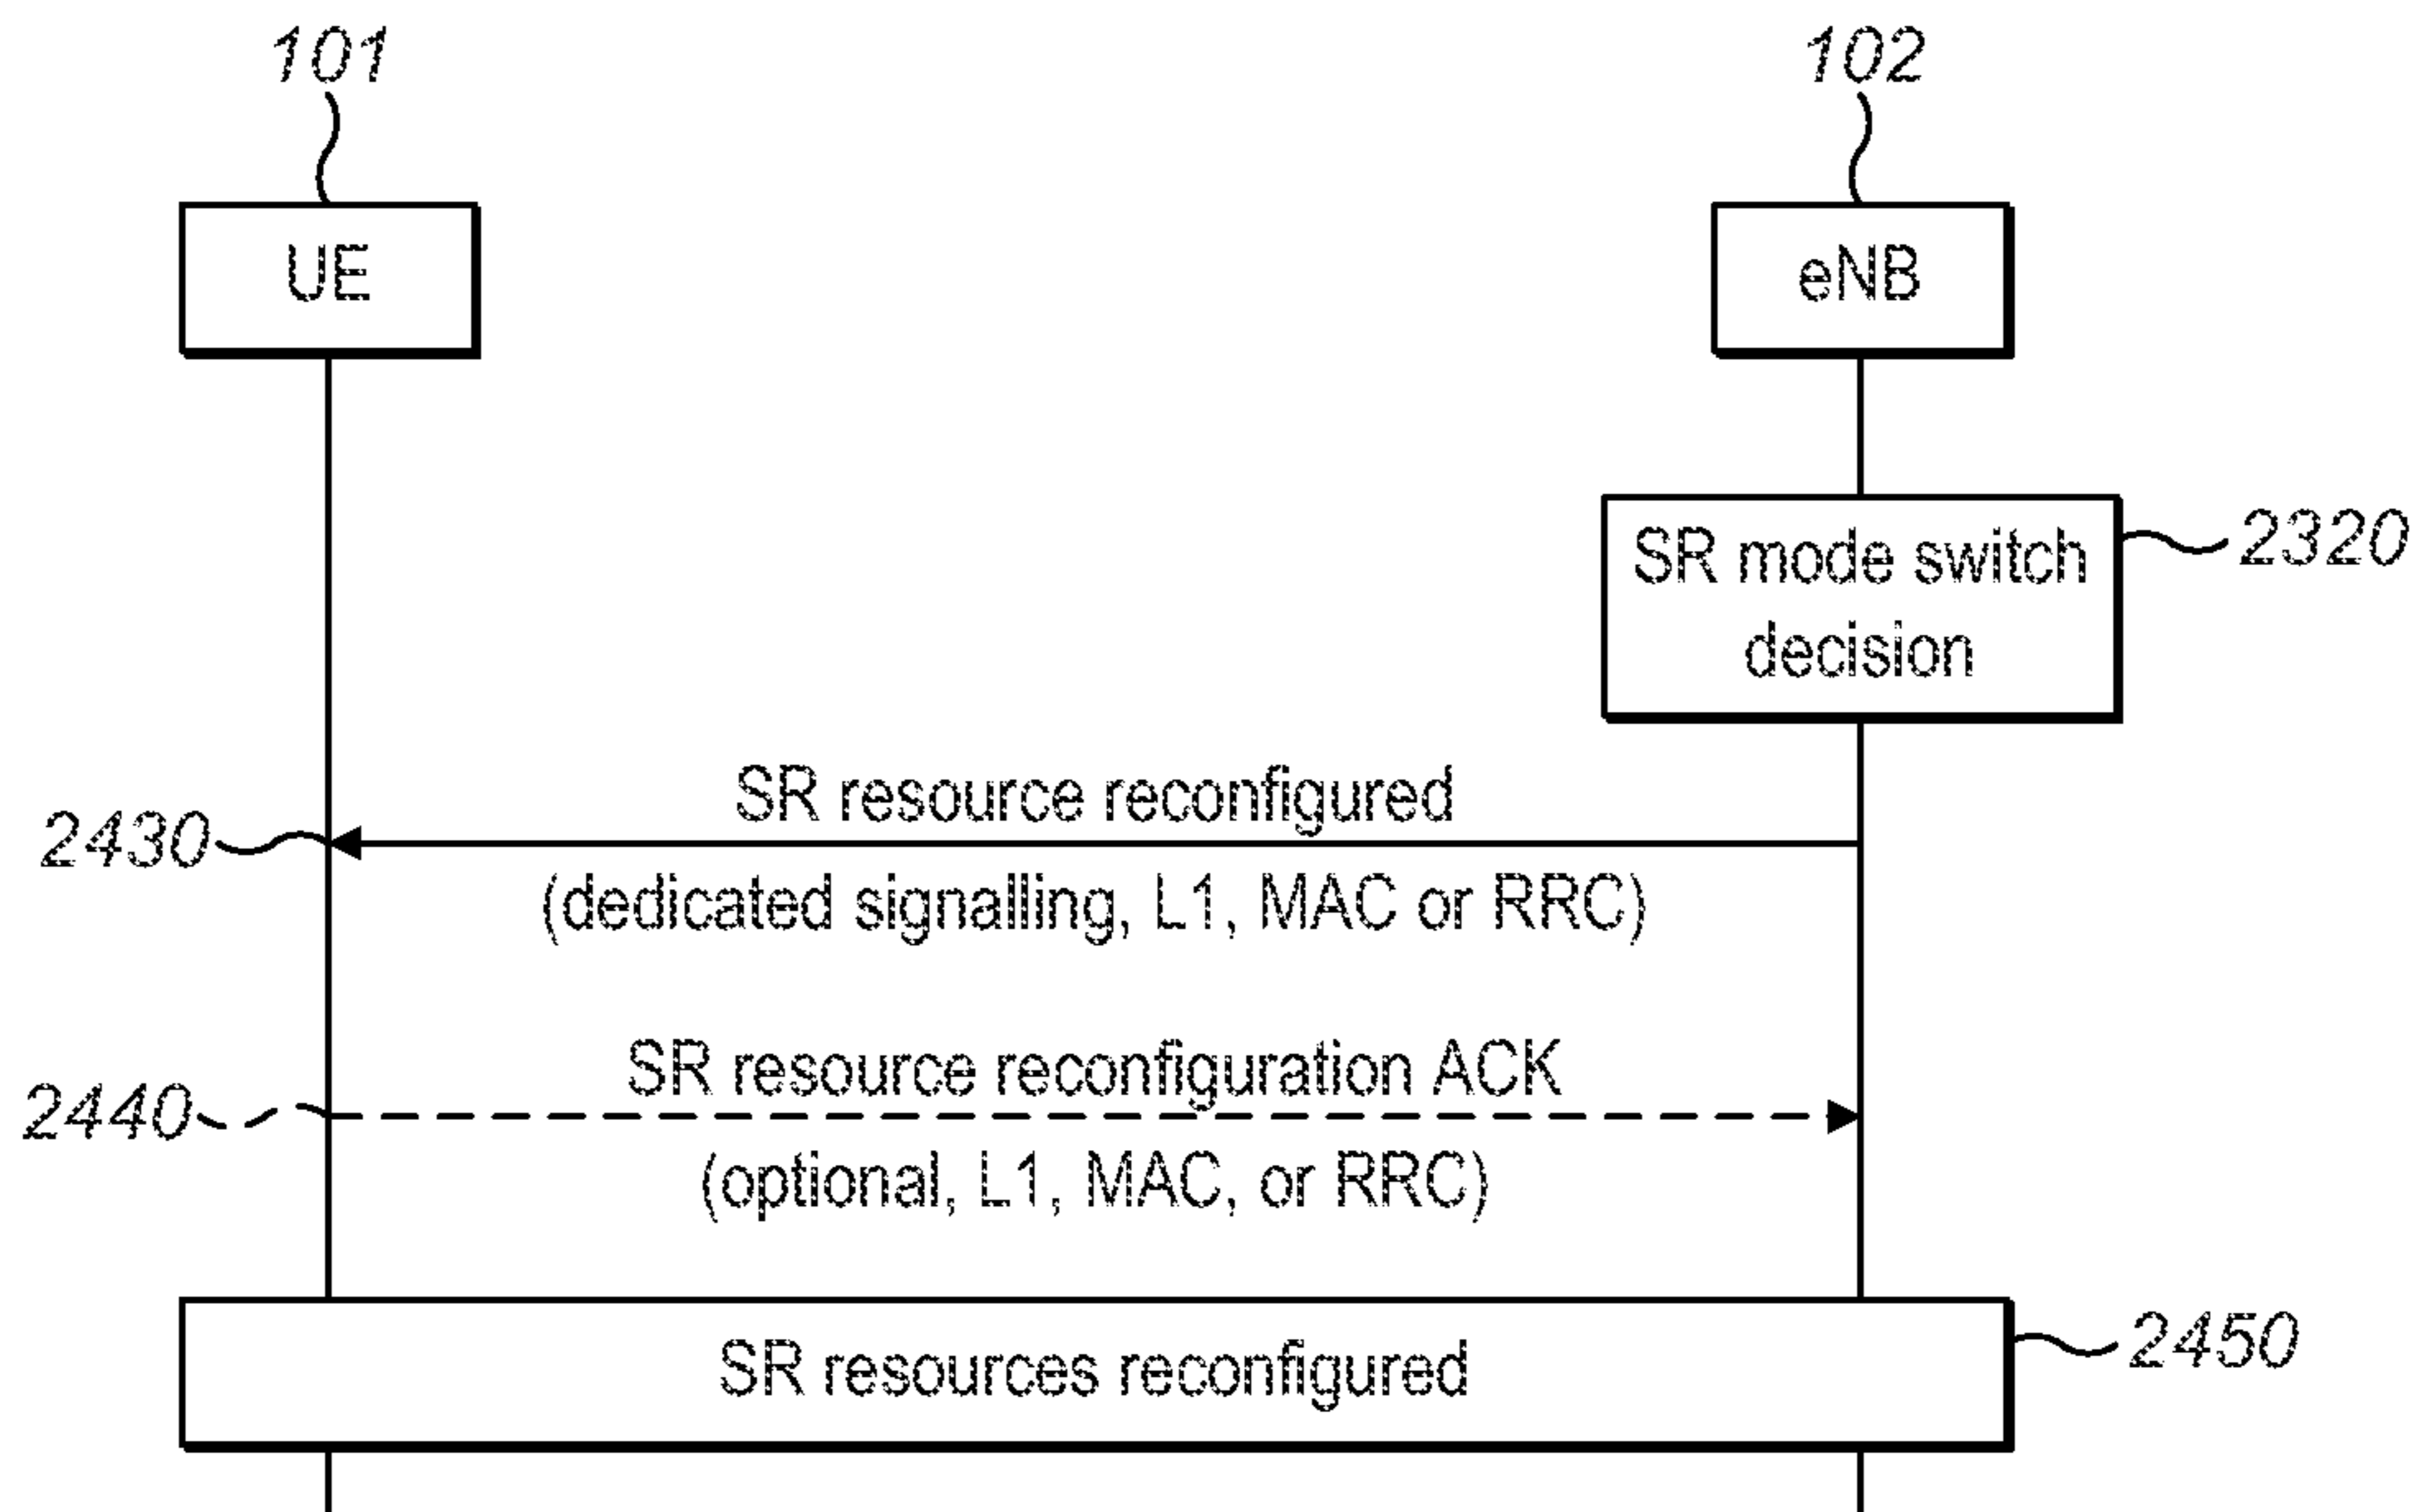 101
102
UE
eNB
SR mode switch
decision
2320
SR resource reconfigured
2430
(dedicated signalling, L1, MAC or RRC)
SR resource reconfiguration ACK
2440
(optional, L1, MAC, or RRC)
SR resources reconfigured
2450